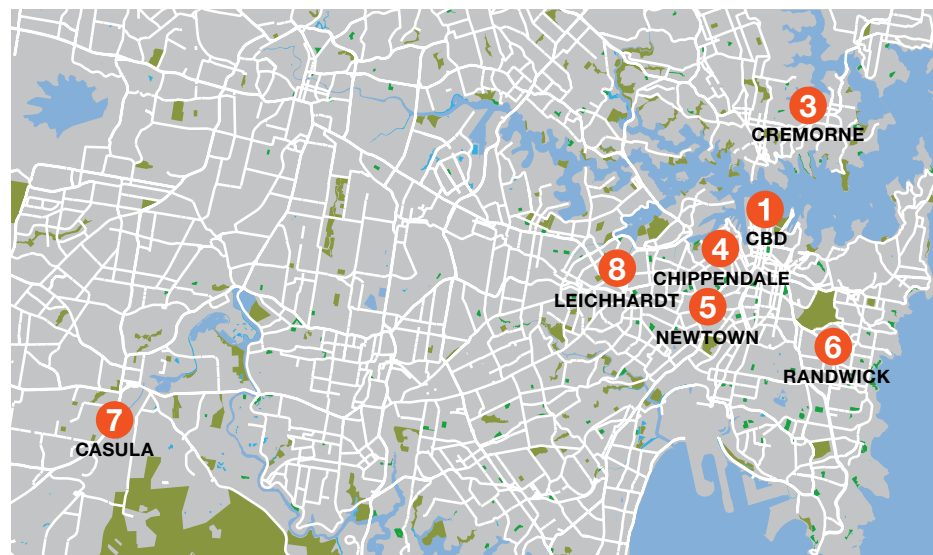 3
CREMORNE
1
CBD
4
CHIPPENDALE
8
LEICHHARDT
5
NEWTOWN
6
RANDWICK
7
CASULA